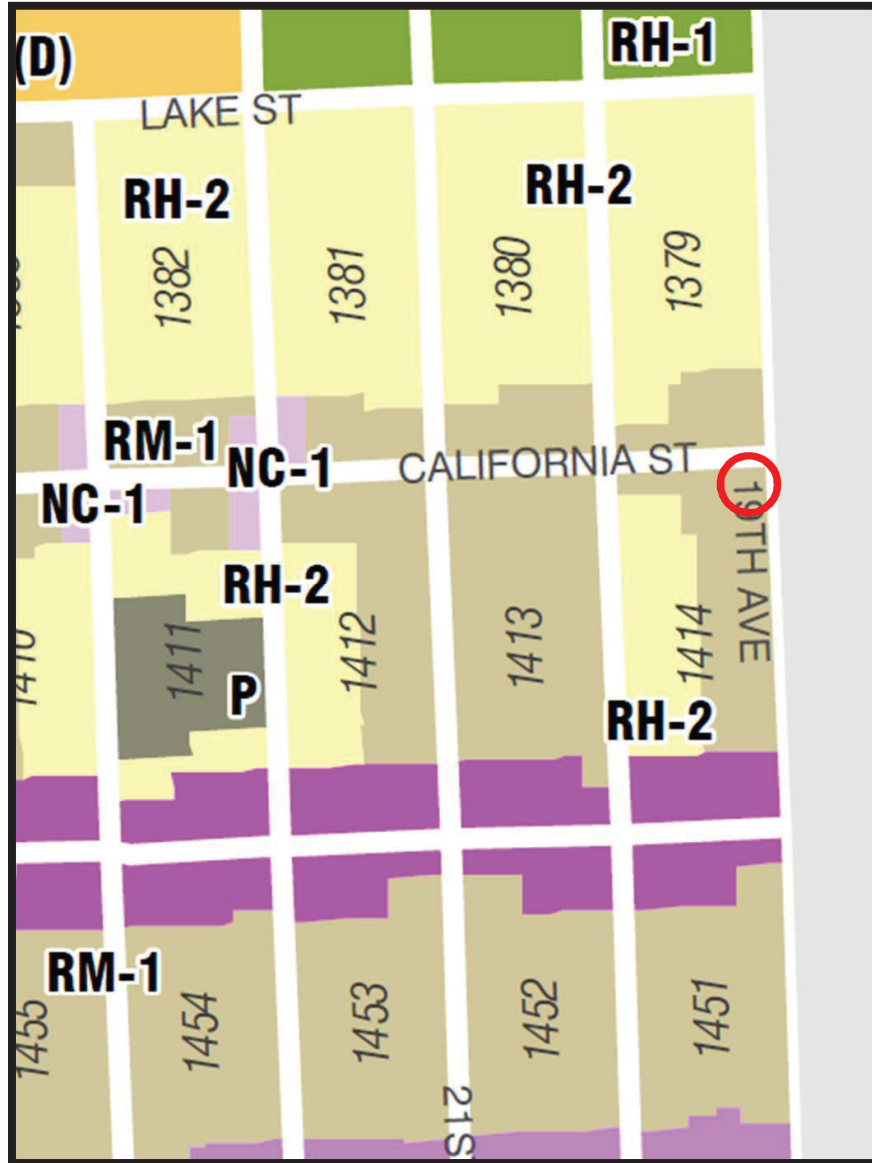 (D)
RH-1
LAKE ST
RH-2
RH-2
1382
1381
1380
1379
RM-1
NC-1
CALIFORNIA ST
NC-1
19TH AVE
RH-2
1411
1412
1413
1414
P
RH-2
RM-1
1455
1454
1453
1452
1451
21S